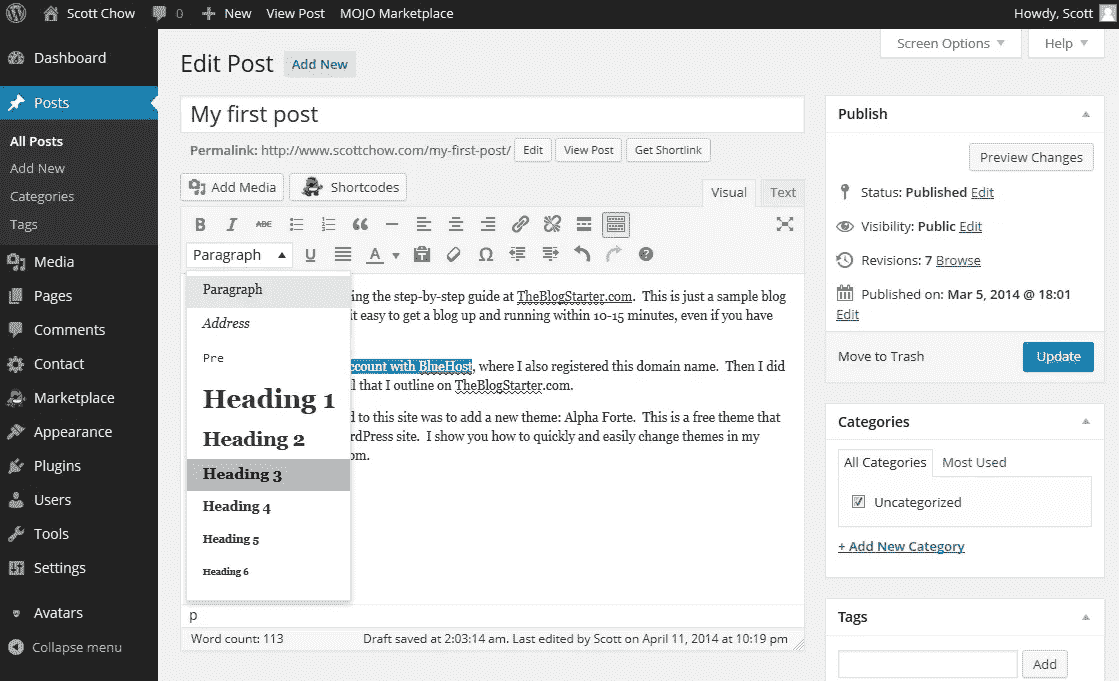 Scott Chow 0 New View Post MOJO Marketplace Howdy, Scott
Dashboard
Posts
All Posts
Add New
Categories
Tags
Media
Pages
Comments
Contact
Marketplace
Appearance
Plugins
Users
Tools
Settings
Avatars
Collapse menu
Screen Options Help
Edit Post Add New
My first post
Permalink: http://www.scottchow.com/my-first-post/ Edit View Post Get Shortlink
Add Media Shortcodes
Visual Text
B I ABC
Paragraph U A
Paragraph
Address
Pre
Heading 1
Heading 2
Heading 3
Heading 4
Heading 5
Heading 6
ing the step-by-step guide at TheBlogStarter.com. This is just a sample blog
it easy to get a blog up and running within 10-15 minutes, even if you have
ccount with BlueHost, where I also registered this domain name. Then I did
l that I outline on TheBlogStarter.com.
d to this site was to add a new theme: Alpha Forte. This is a free theme that
rdPress site. I show you how to quickly and easily change themes in my
om.
p
Word count: 113 Draft saved at 2:03:14 am. Last edited by Scott on April 11, 2014 at 10:19 pm
Publish
Preview Changes
Status: Published Edit
Visibility: Public Edit
Revisions: 7 Browse
Published on: Mar 5, 2014 @ 18:01
Edit
Move to Trash Update
Categories
All Categories Most Used
Uncategorized
+ Add New Category
Tags
Add